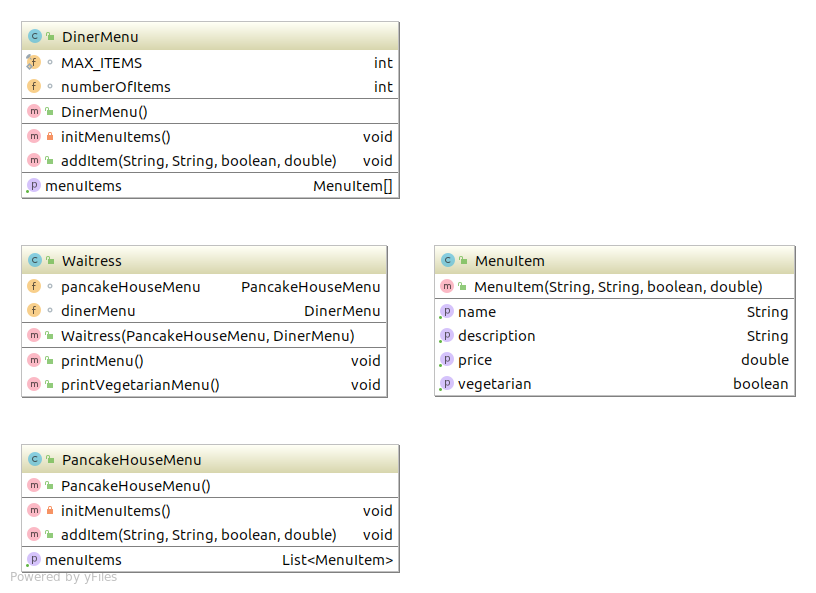 DinerMenu
MAX_ITEMS int
numberOfItems int
DinerMenu()
initMenuItems() void
addItem(String, String, boolean, double) void
menuItems MenuItem[]
Waitress
pancakeHouseMenu PancakeHouseMenu
dinerMenu DinerMenu
Waitress(PancakeHouseMenu, DinerMenu)
printMenu() void
printVegetarianMenu() void
MenuItem
MenuItem(String, String, boolean, double)
name String
description String
price double
vegetarian boolean
PancakeHouseMenu
PancakeHouseMenu()
initMenuItems() void
addItem(String, String, boolean, double) void
menuItems List<MenuItem>
Powered by yFiles